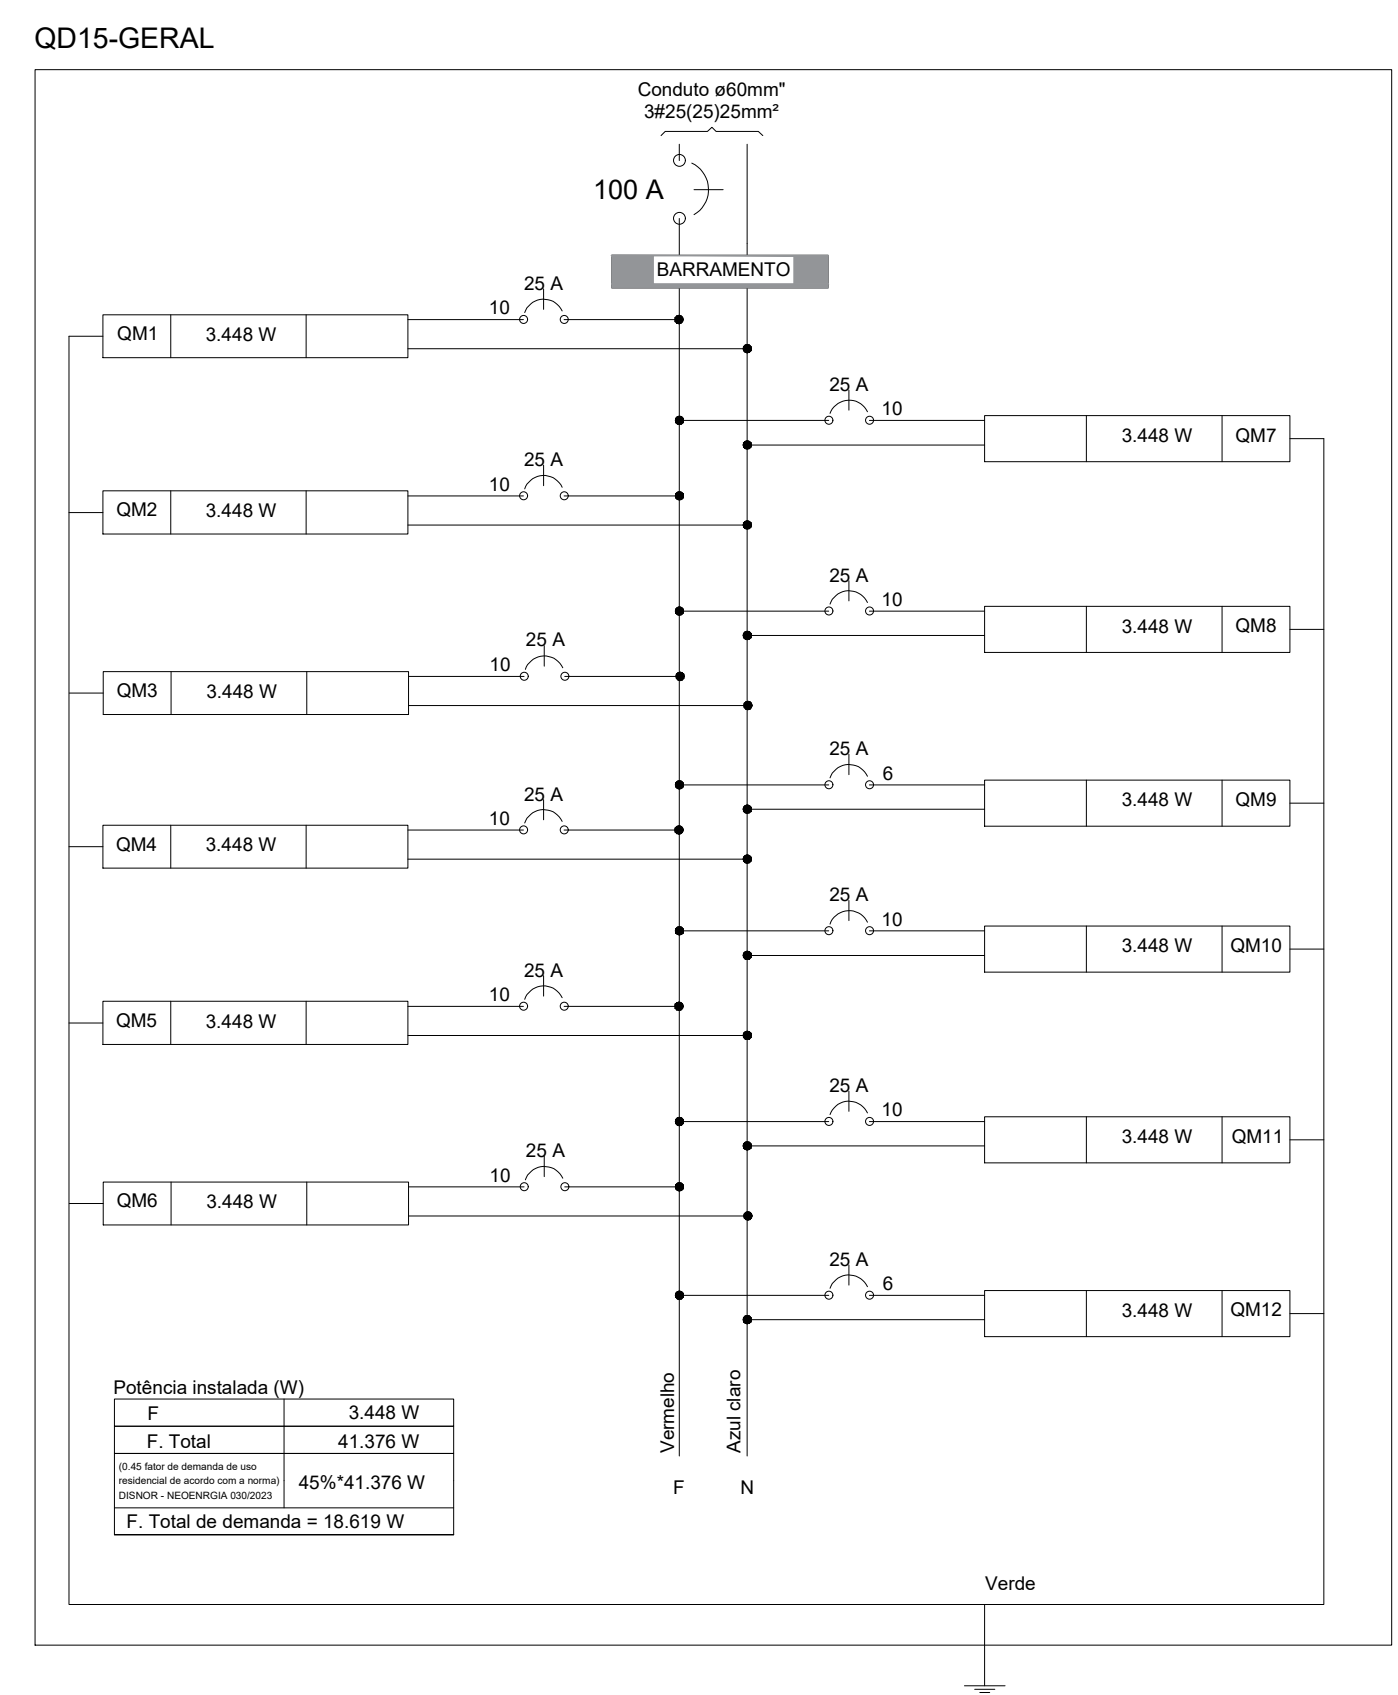 QD15-GERAL
Conduto ø60mm"
3#25(25)25mm²
100 A
BARRAMENTO
25 A
10
QM1 3.448 W
25 A
10
3.448 W QM7
25 A
10
QM2 3.448 W
25 A
10
3.448 W QM8
25 A
10
QM3 3.448 W
25 A
6
3.448 W QM9
25 A
10
QM4 3.448 W
25 A
10
3.448 W QM10
25 A
10
QM5 3.448 W
25 A
10
3.448 W QM11
25 A
10
QM6 3.448 W
25 A
6
3.448 W QM12
Vermelho
Azul claro
F N
Potência instalada (W)
F 3.448 W
F. Total 41.376 W
(0.45 fator de demanda de uso
residencial de acordo com a norma)
DISNOR - NEOENRGIA 030/2023
45%*41.376 W
F. Total de demanda = 18.619 W
Verde